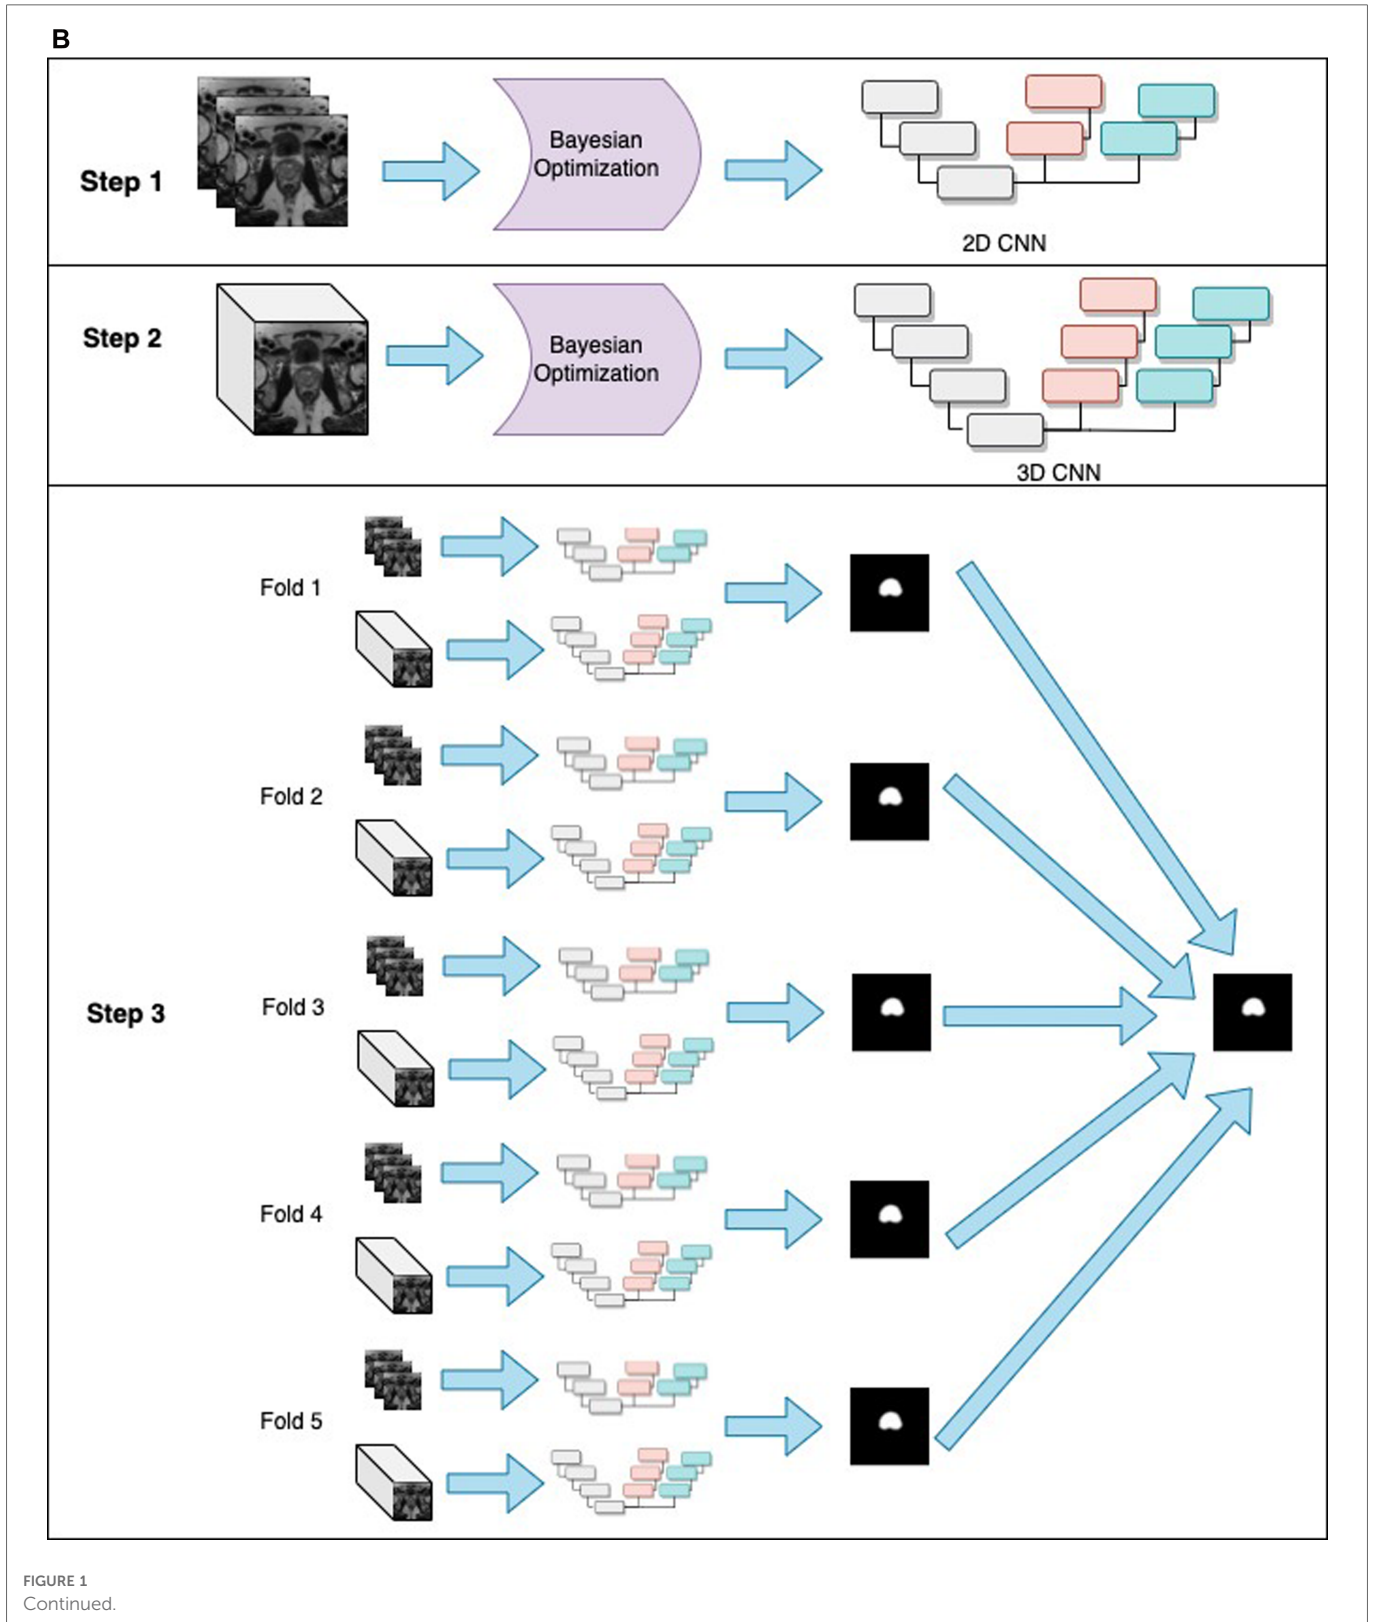 B
Step 1
Bayesian
Optimization
2D CNN
Step 2
Bayesian
Optimization
3D CNN
Step 3
Fold 1
Fold 2
Fold 3
Fold 4
Fold 5
FIGURE 1
Continued.